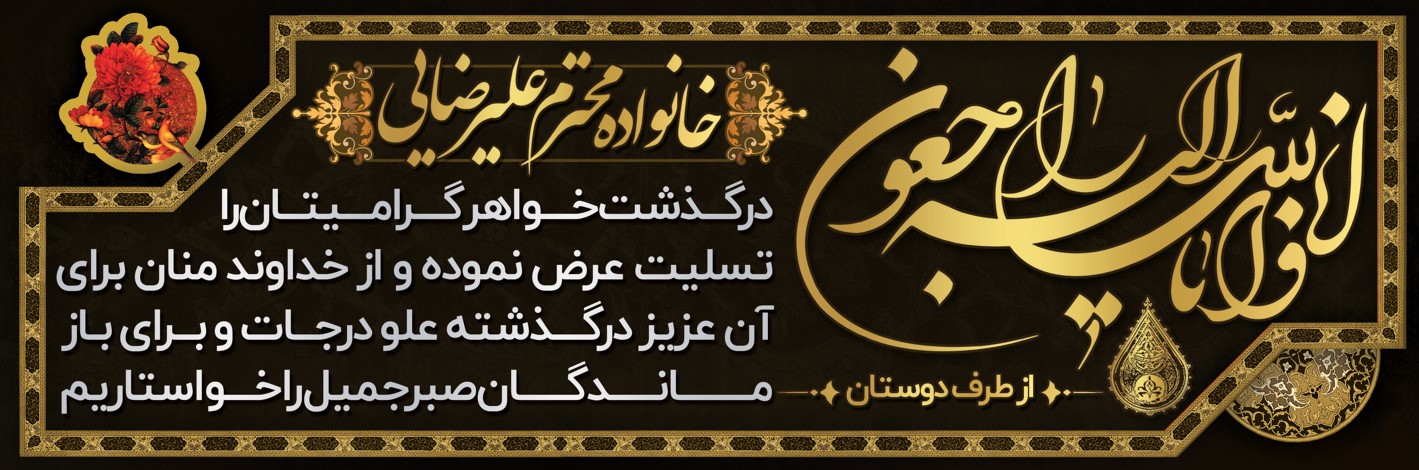 انا لله و انا الیه راجعون
خانواده محترم علیرضایی
درگذشت خواهر گرامیتان را
تسلیت عرض نموده و از خداوند منان برای
آن عزیز درگذشته علو درجات و برای باز
ماندگان صبر جمیل را خواستاریم
از طرف دوستان